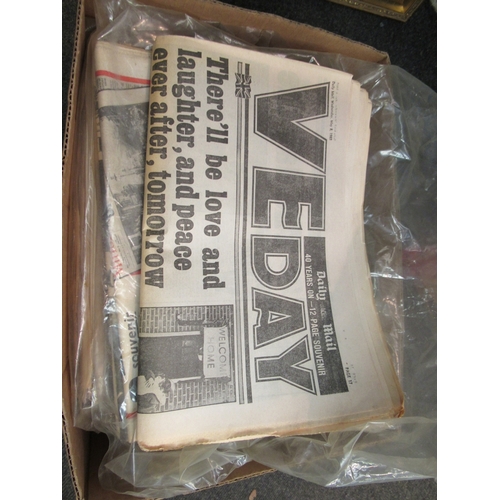 VE DAY
Daily Mail
40 YEARS ON - 12 PAGE SOUVENIR
There'll be love and
laughter, and peace
ever after, tomorrow
WELCOME
HOME